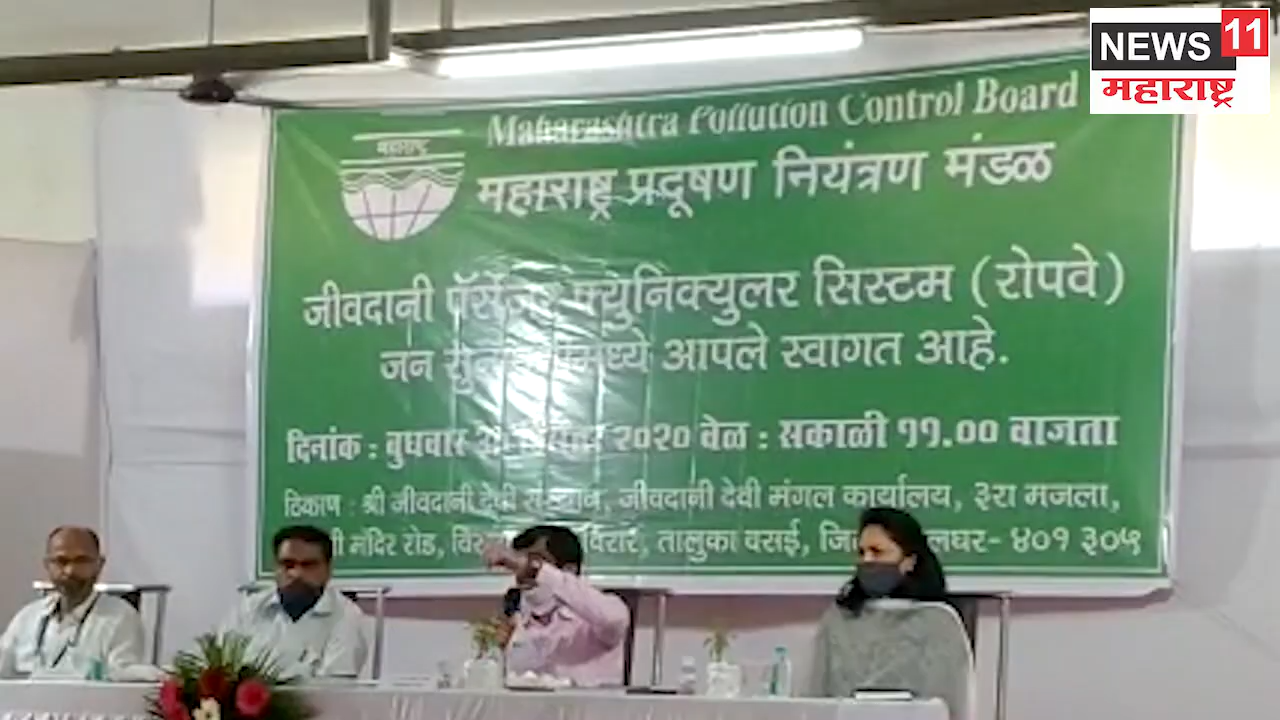 NEWS 11
महाराष्ट्र
Maharashtra Pollution Control Board
महाराष्ट्र
महाराष्ट्र प्रदूषण नियंत्रण मंडळ
जीवदानी फ्युनिक्युलर सिस्टम (रोपवे)
जन आपले स्वागत आहे.
दिनांक : बुधवार २०२० वेळ : सकाळी ११.०० वाजता
ठिकाण : श्री जीवदानी देवी संस्थान, जीवदानी देवी मंगल कार्यालय, ३रा मजला,
मंदिर रोड, विरार, तालुका वसई, - ४०१ ३०५